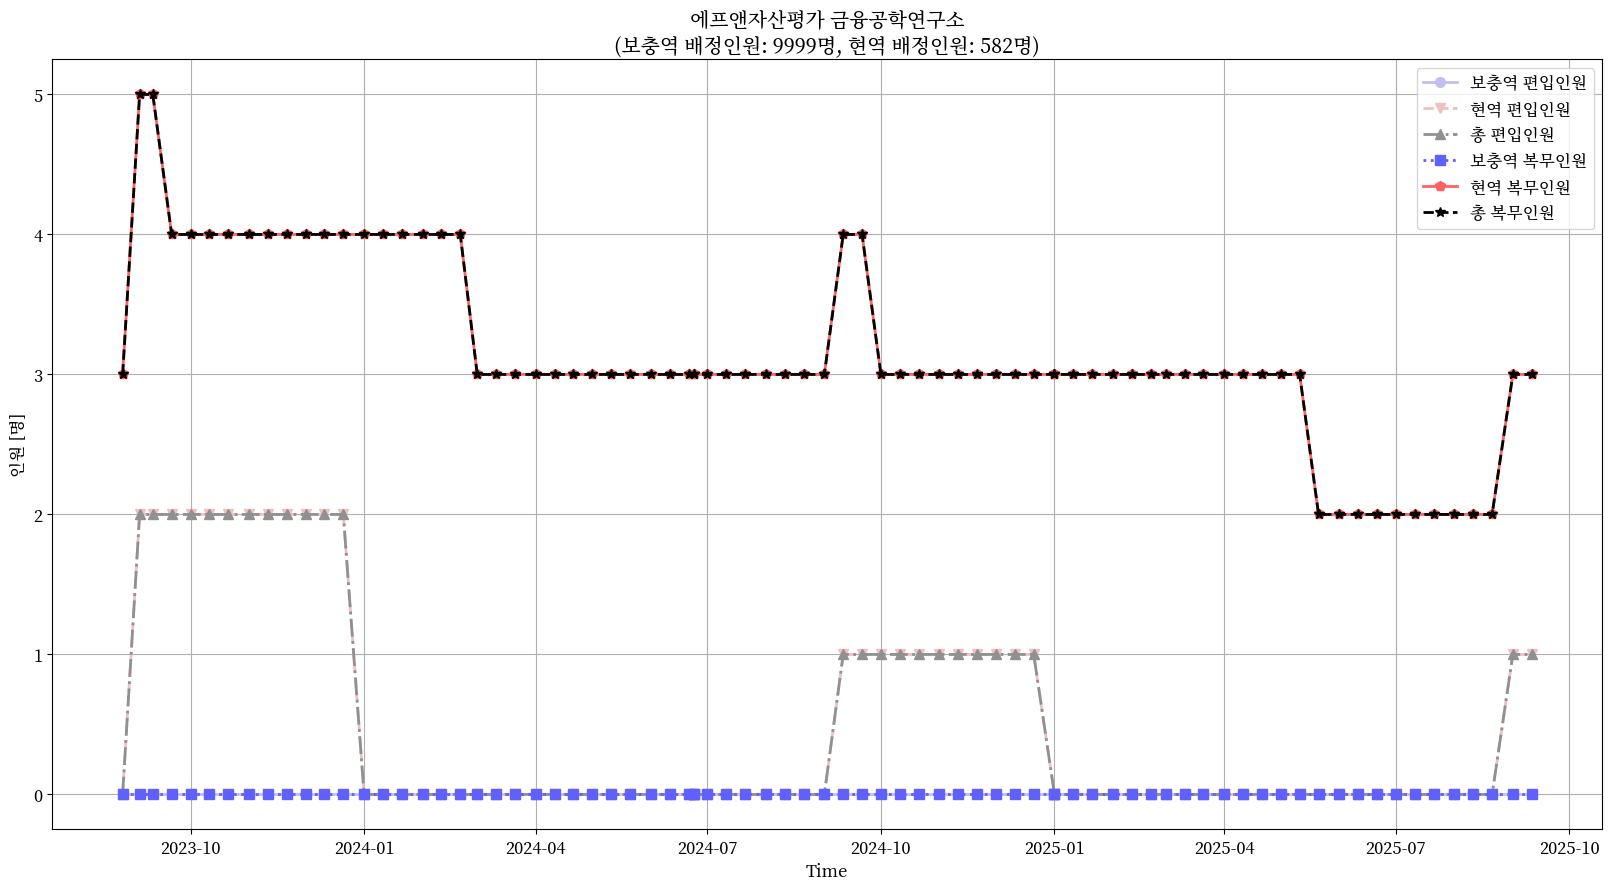 에프앤자산평가 금융공학연구소
(보충역 배정인원: 9999명, 현역 배정인원: 582명)
보충역 편입인원
현역 편입인원
총 편입인원
보충역 복무인원
현역 복무인원
총 복무인원
인원 [명]
5
4
3
2
1
0
2023-10
2024-01
2024-04
2024-07
2024-10
2025-01
2025-04
2025-07
2025-10
Time